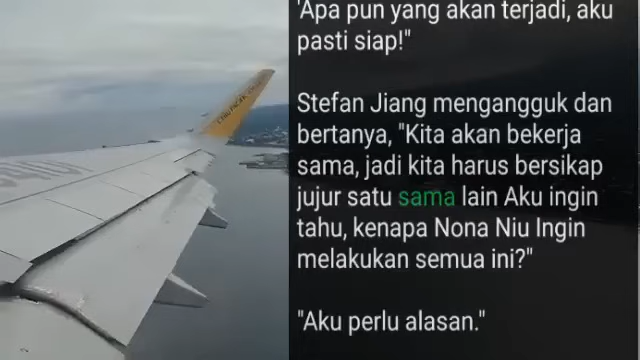 'Apa pun yang akan terjadi, aku
pasti siap!"
Stefan Jiang mengangguk dan
bertanya, "Kita akan bekerja
sama, jadi kita harus bersikap
jujur satu sama lain Aku ingin
tahu, kenapa Nona Niu Ingin
melakukan semua ini?"
"Aku perlu alasan."